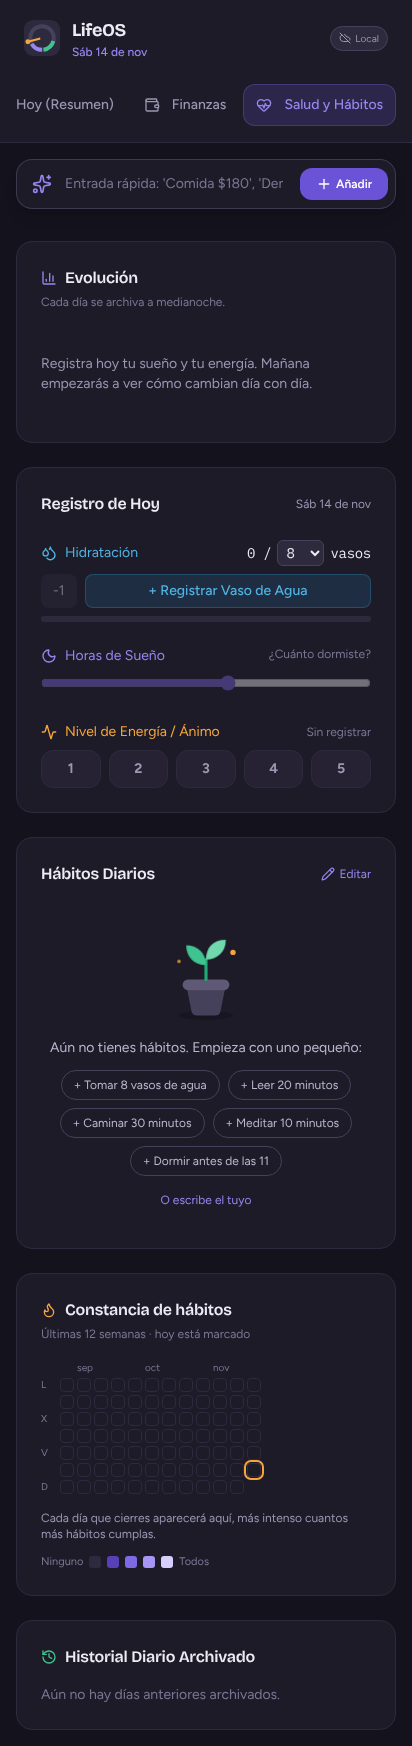 LifeOS
Sáb 14 de nov
Local
Hoy (Resumen)
Finanzas
Salud y Hábitos
Entrada rápida: 'Comida $180', 'Der
+ Añadir
Evolución
Cada día se archiva a medianoche.
Registra hoy tu sueño y tu energía. Mañana
empezarás a ver cómo cambian día con día.
Registro de Hoy
Sáb 14 de nov
Hidratación
0 / 8 vasos
-1
+ Registrar Vaso de Agua
Horas de Sueño
¿Cuánto dormiste?
Nivel de Energía / Ánimo
Sin registrar
1 2 3 4 5
Hábitos Diarios
Editar
Aún no tienes hábitos. Empieza con uno pequeño:
+ Tomar 8 vasos de agua
+ Leer 20 minutos
+ Caminar 30 minutos
+ Meditar 10 minutos
+ Dormir antes de las 11
O escribe el tuyo
Constancia de hábitos
Últimas 12 semanas · hoy está marcado
sep oct nov
L
X
V
D
Cada día que cierres aparecerá aquí, más intenso cuantos
más hábitos cumplas.
Ninguno
Todos
Historial Diario Archivado
Aún no hay días anteriores archivados.